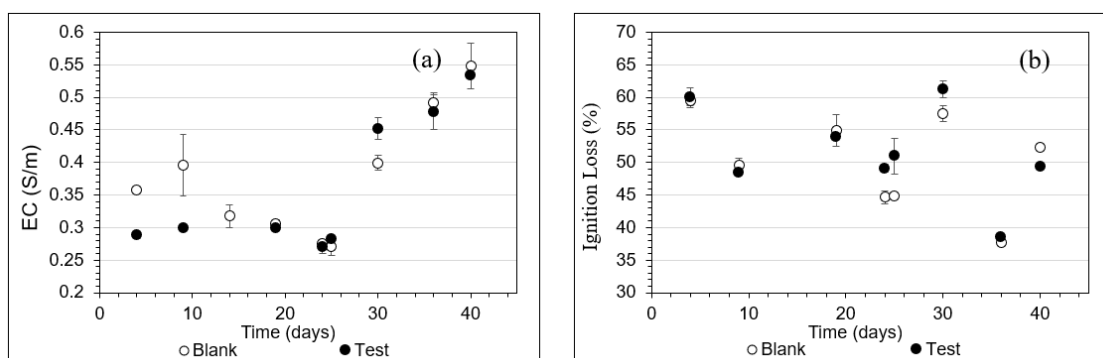 0.6
0.55
0.5
0.45
0.4
0.35
0.3
0.25
0.2
EC (S/m)
(a)
0 10 20 30 40
Time (days)
Blank Test
70
65
60
55
50
45
40
35
30
Ignition Loss (%)
(b)
0 10 20 30 40
Time (days)
Blank Test